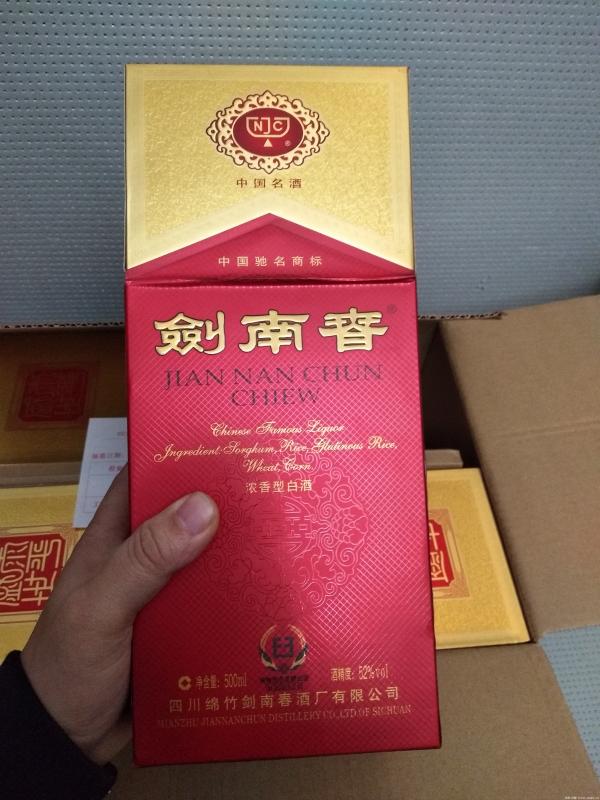 NJC
®
中国名酒
中国驰名商标
劍南春®
JIAN NAN CHUN
CHIEW
Chinese Famous Liquor
Ingredient: Sorghum, Rice, Glutinous Rice,
Wheat, Corn
浓香型白酒
净含量: 500ml 酒精度: 52%vol
四川绵竹剑南春酒厂有限公司
MIANZHU JIANNANCHUN DISTILLERY CO.,LTD.OF SICHUAN